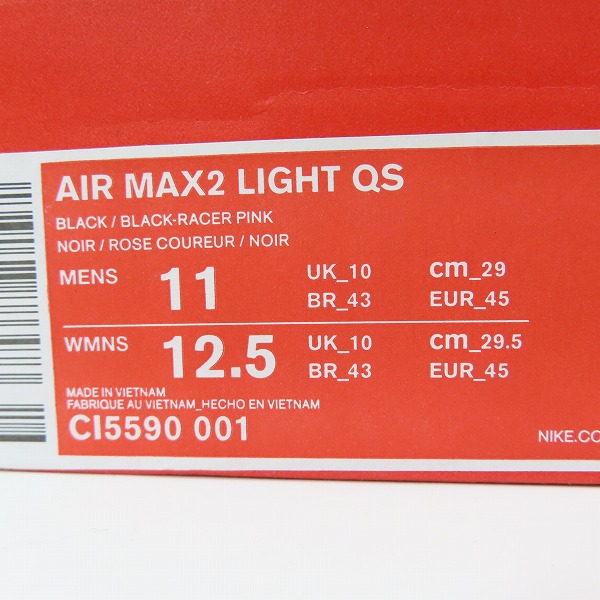 AIR MAX2 LIGHT QS
BLACK / BLACK-RACER PINK
NOIR / ROSE COUREUR / NOIR
MENS 11 UK_10 cm_29
BR_43 EUR_45
WMNS 12.5 UK_10 cm_29.5
BR_43 EUR_45
MADE IN VIETNAM
FABRIQUE AU VIETNAM_HECHO EN VIETNAM
CI5590 001
NIKE.CO